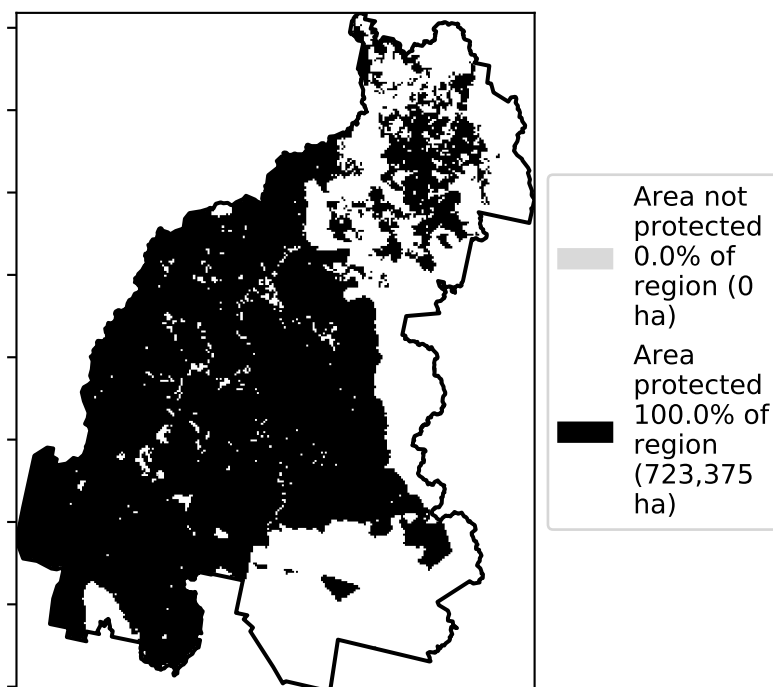 Area not
protected
0.0% of
region (0
ha)
Area
protected
100.0% of
region
(723,375
ha)